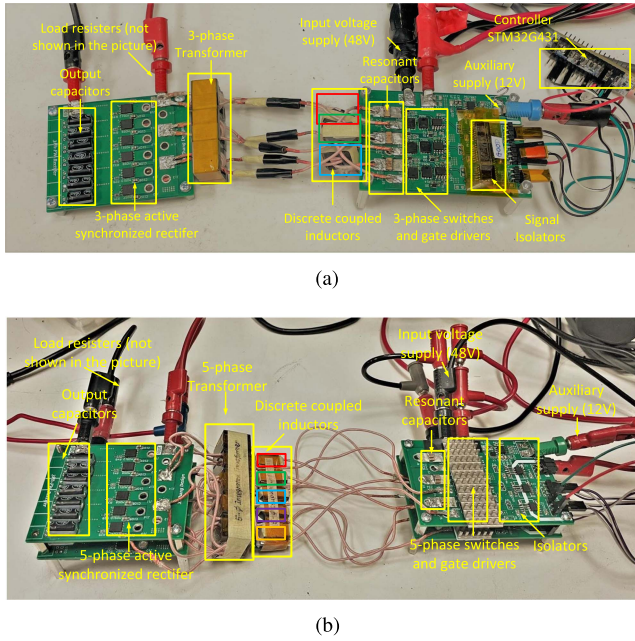 Load resisters (not
shown in the picture)
Output
capacitors
3-phase
Transformer
Input voltage
supply (48V)
Resonant
capacitors
Controller
STM32G431
Auxiliary
supply (12V)
3-phase active
synchronized rectifer
Discrete coupled
inductors
3-phase switches
and gate drivers
Signal
Isolators
(a)
Load resisters (not
shown in the picture)
Output
capacitors
5-phase
Transformer
Discrete coupled
inductors
Input voltage
supply (48V)
Resonant
capacitors
Auxiliary
supply (12V)
5-phase active
synchronized rectifer
5-phase switches
and gate drivers
Isolators
(b)